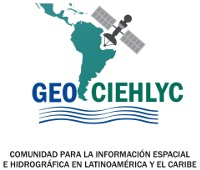 GEO CIEHLYC
COMUNIDAD PARA LA INFORMACIÓN ESPACIAL
E HIDROGRÁFICA EN LATINOAMÉRICA Y EL CARIBE